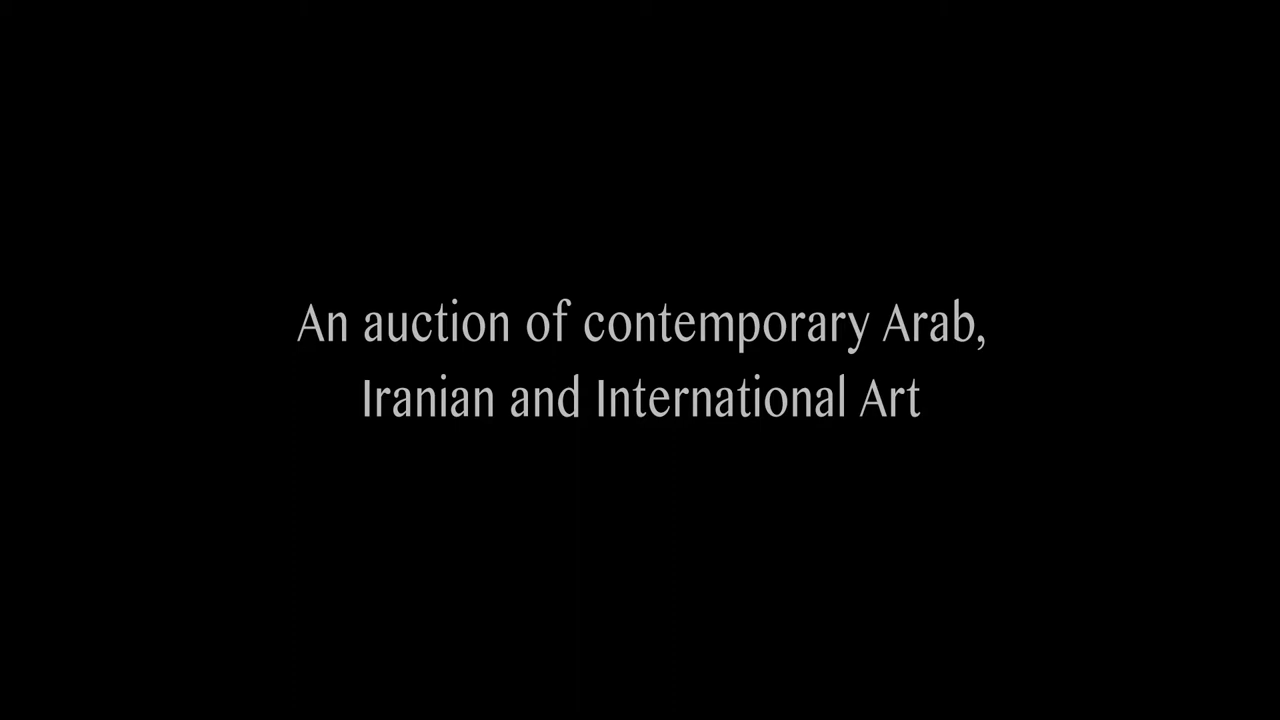 An auction of contemporary Arab,
Iranian and International Art